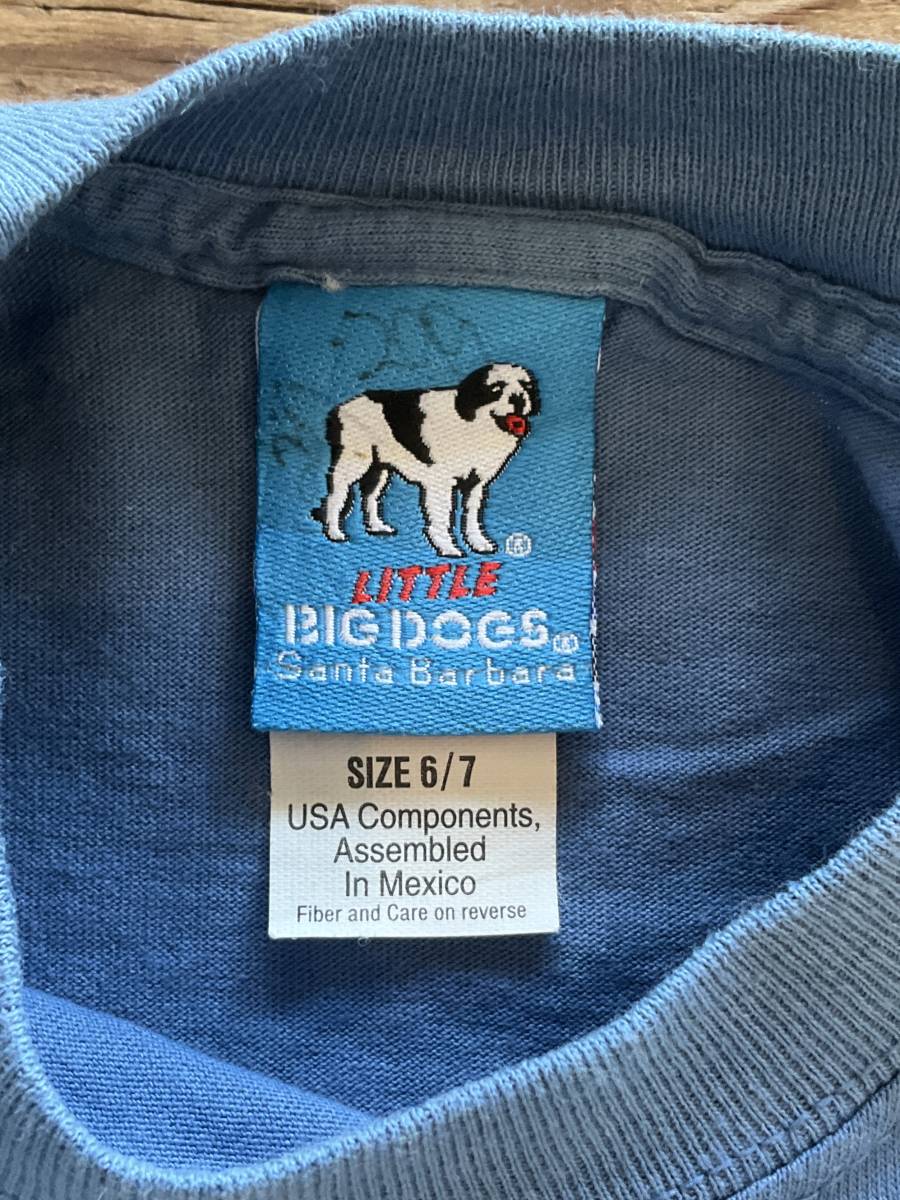 ®
LITTLE
BIG DOGS®
Santa Barbara
SIZE 6/7
USA Components,
Assembled
In Mexico
Fiber and Care on reverse